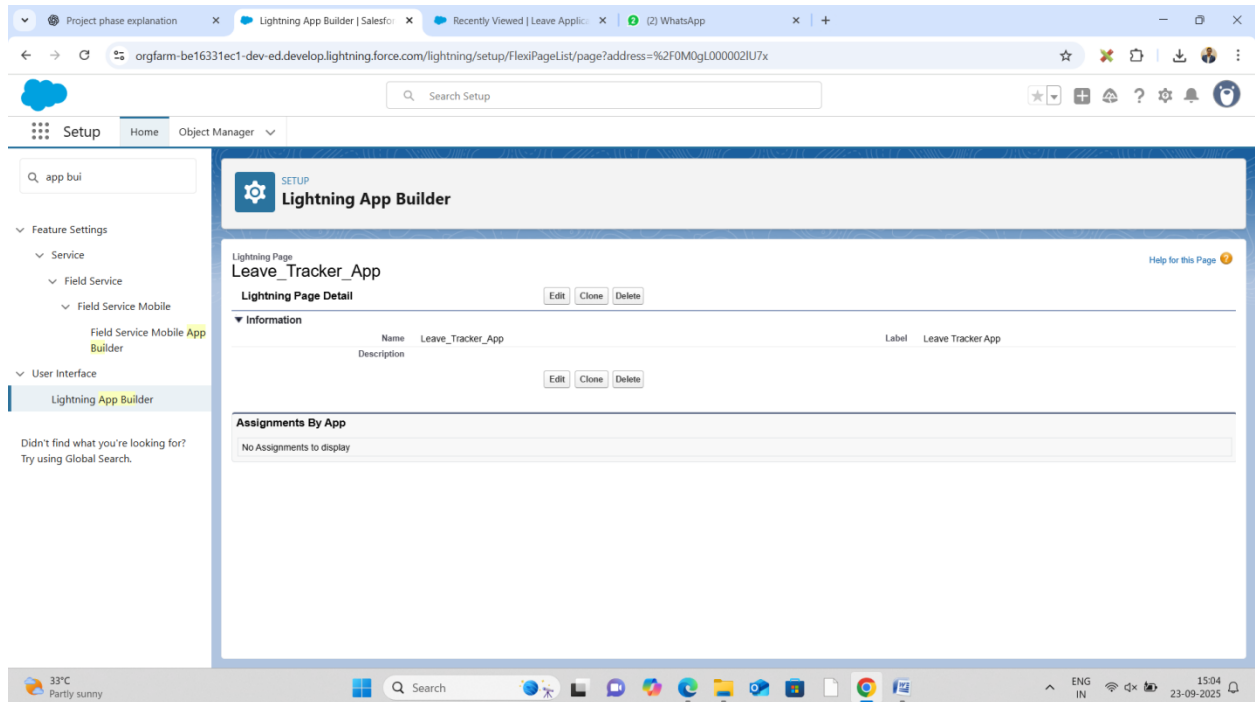 Project phase explanation
Lightning App Builder | Salesfor
Recently Viewed | Leave Applic
2 (2) WhatsApp
orgfarm-be16331ec1-dev-ed.develop.lightning.force.com/lightning/setup/FlexiPageList/page?address=%2F0M0gL000002lU7x
Search Setup
Setup Home Object Manager
app bui
SETUP
Lightning App Builder
Feature Settings
Service
Field Service
Field Service Mobile
Field Service Mobile App
Builder
User Interface
Lightning App Builder
Didn't find what you're looking for?
Try using Global Search.
Lightning Page
Leave_Tracker_App
Help for this Page
Lightning Page Detail Edit Clone Delete
Information
Name Leave_Tracker_App Label Leave Tracker App
Description
Edit Clone Delete
Assignments By App
No Assignments to display
33°C
Partly sunny
Search
ENG
IN
15:04
23-09-2025